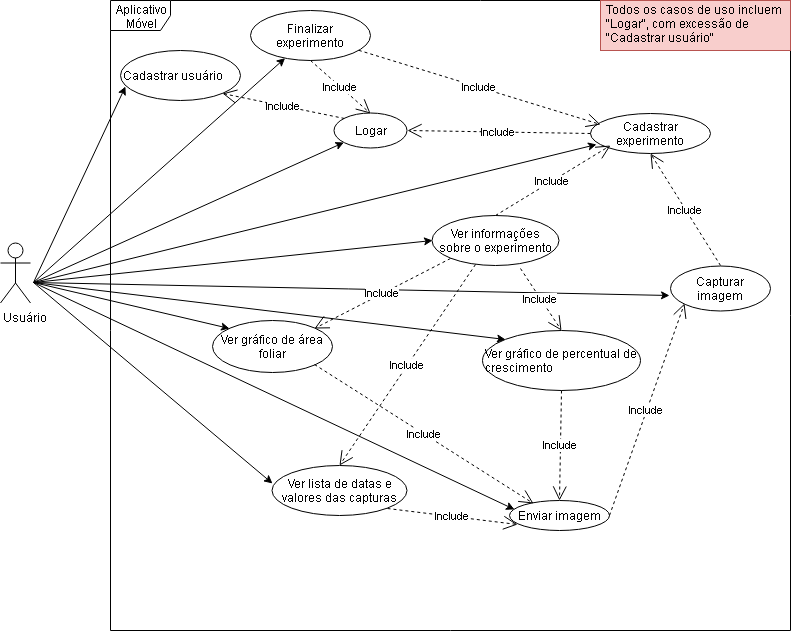 Aplicativo
Móvel
Todos os casos de uso incluem
"Logar", com excessão de
"Cadastrar usuário"
Finalizar
experimento
Cadastrar usuário
Include
Include
Include
Logar
Include
Cadastrar
experimento
Include
Include
Ver informações
sobre o experimento
Capturar
imagem
Include
Include
Usuário
Ver gráfico de área
foliar
Ver gráfico de percentual de
crescimento
Include
Include
Include
Include
Ver lista de datas e
valores das capturas
Include
Enviar imagem